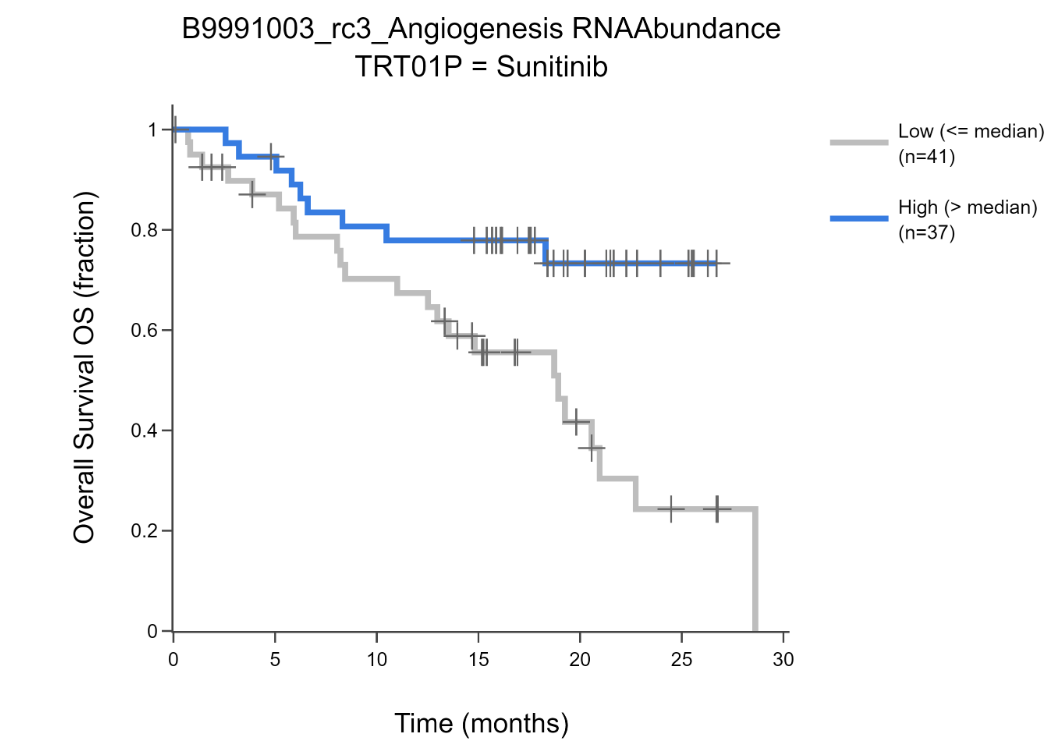 B9991003_rc3_Angiogenesis RNAAbundance
TRT01P = Sunitinib
Low (<= median)
(n=41)
High (> median)
(n=37)
Overall Survival OS (fraction)
1
0.8
0.6
0.4
0.2
0
0 5 10 15 20 25 30
Time (months)